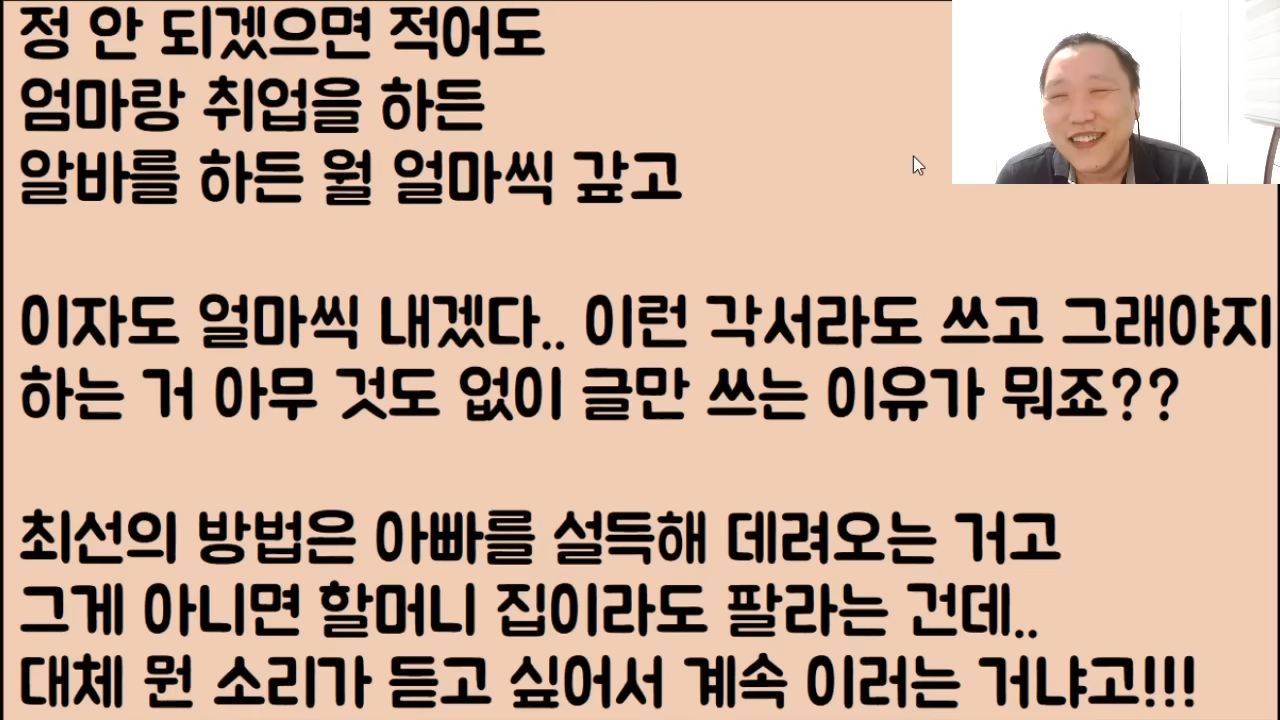 정 안 되겠으면 적어도
엄마랑 취업을 하든
알바를 하든 월 얼마씩 갚고
이자도 얼마씩 내겠다.. 이런 각서라도 쓰고 그래야지
하는 거 아무 것도 없이 글만 쓰는 이유가 뭐죠??
최선의 방법은 아빠를 설득해 데려오는 거고
그게 아니면 할머니 집이라도 팔라는 건데..
대체 뭔 소리가 듣고 싶어서 계속 이러는 거냐고!!!